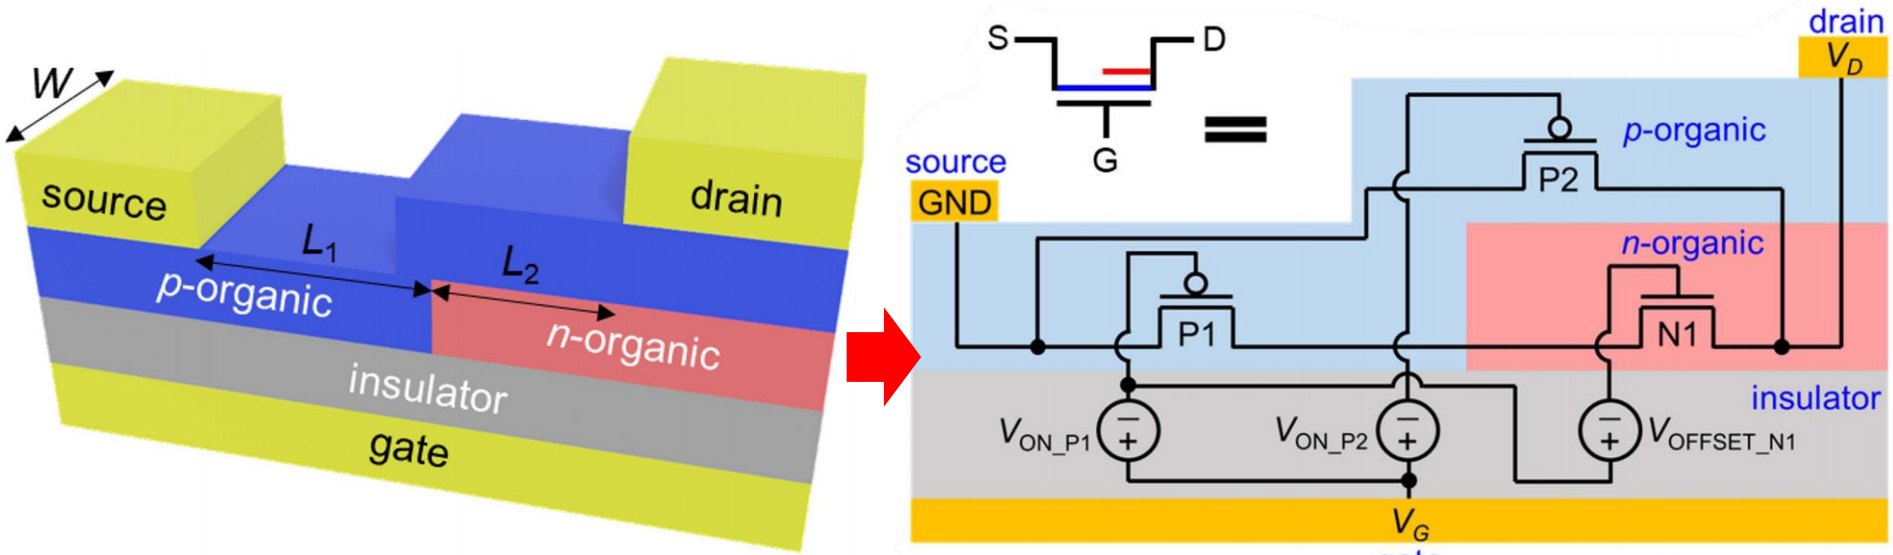 W
source
drain
L1
L2
p-organic
n-organic
insulator
gate
S
D
G
=
drain
VD
source
GND
p-organic
P2
n-organic
P1
N1
insulator
VON_P1
−
+
VON_P2
−
+
−
+
VOFFSET_N1
VG